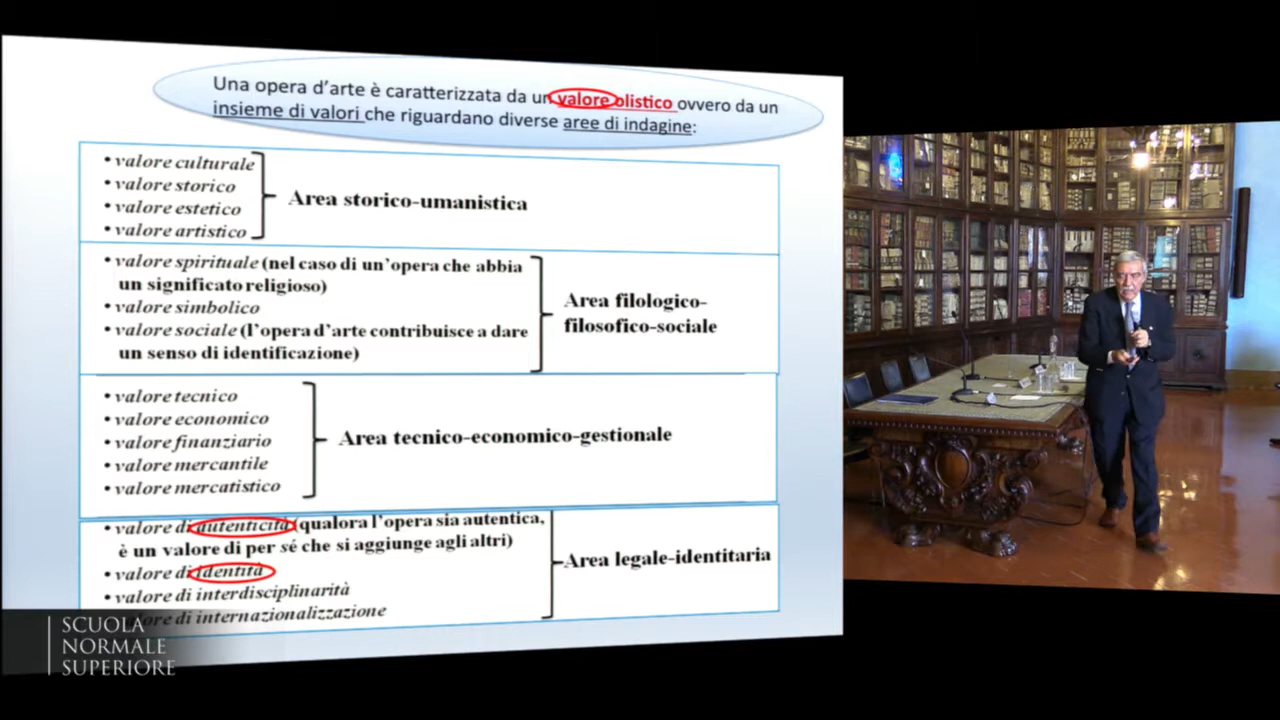 Una opera d'arte è caratterizzata da un valore olistico ovvero da un
insieme di valori che riguardano diverse aree di indagine:
• valore culturale
• valore storico
• valore estetico
• valore artistico
Area storico-umanistica
• valore spirituale (nel caso di un'opera che abbia
un significato religioso)
• valore simbolico
• valore sociale (l'opera d'arte contribuisce a dare
un senso di identificazione)
Area filologico-
filosofico-sociale
• valore tecnico
• valore economico
• valore finanziario
• valore mercantile
• valore mercatistico
Area tecnico-economico-gestionale
• valore di autenticità (qualora l'opera sia autentica,
è un valore di per sé che si aggiunge agli altri)
• valore di identità
• valore di interdisciplinarità
valore di internazionalizzazione
Area legale-identitaria
SCUOLA
NORMALE
SUPERIORE